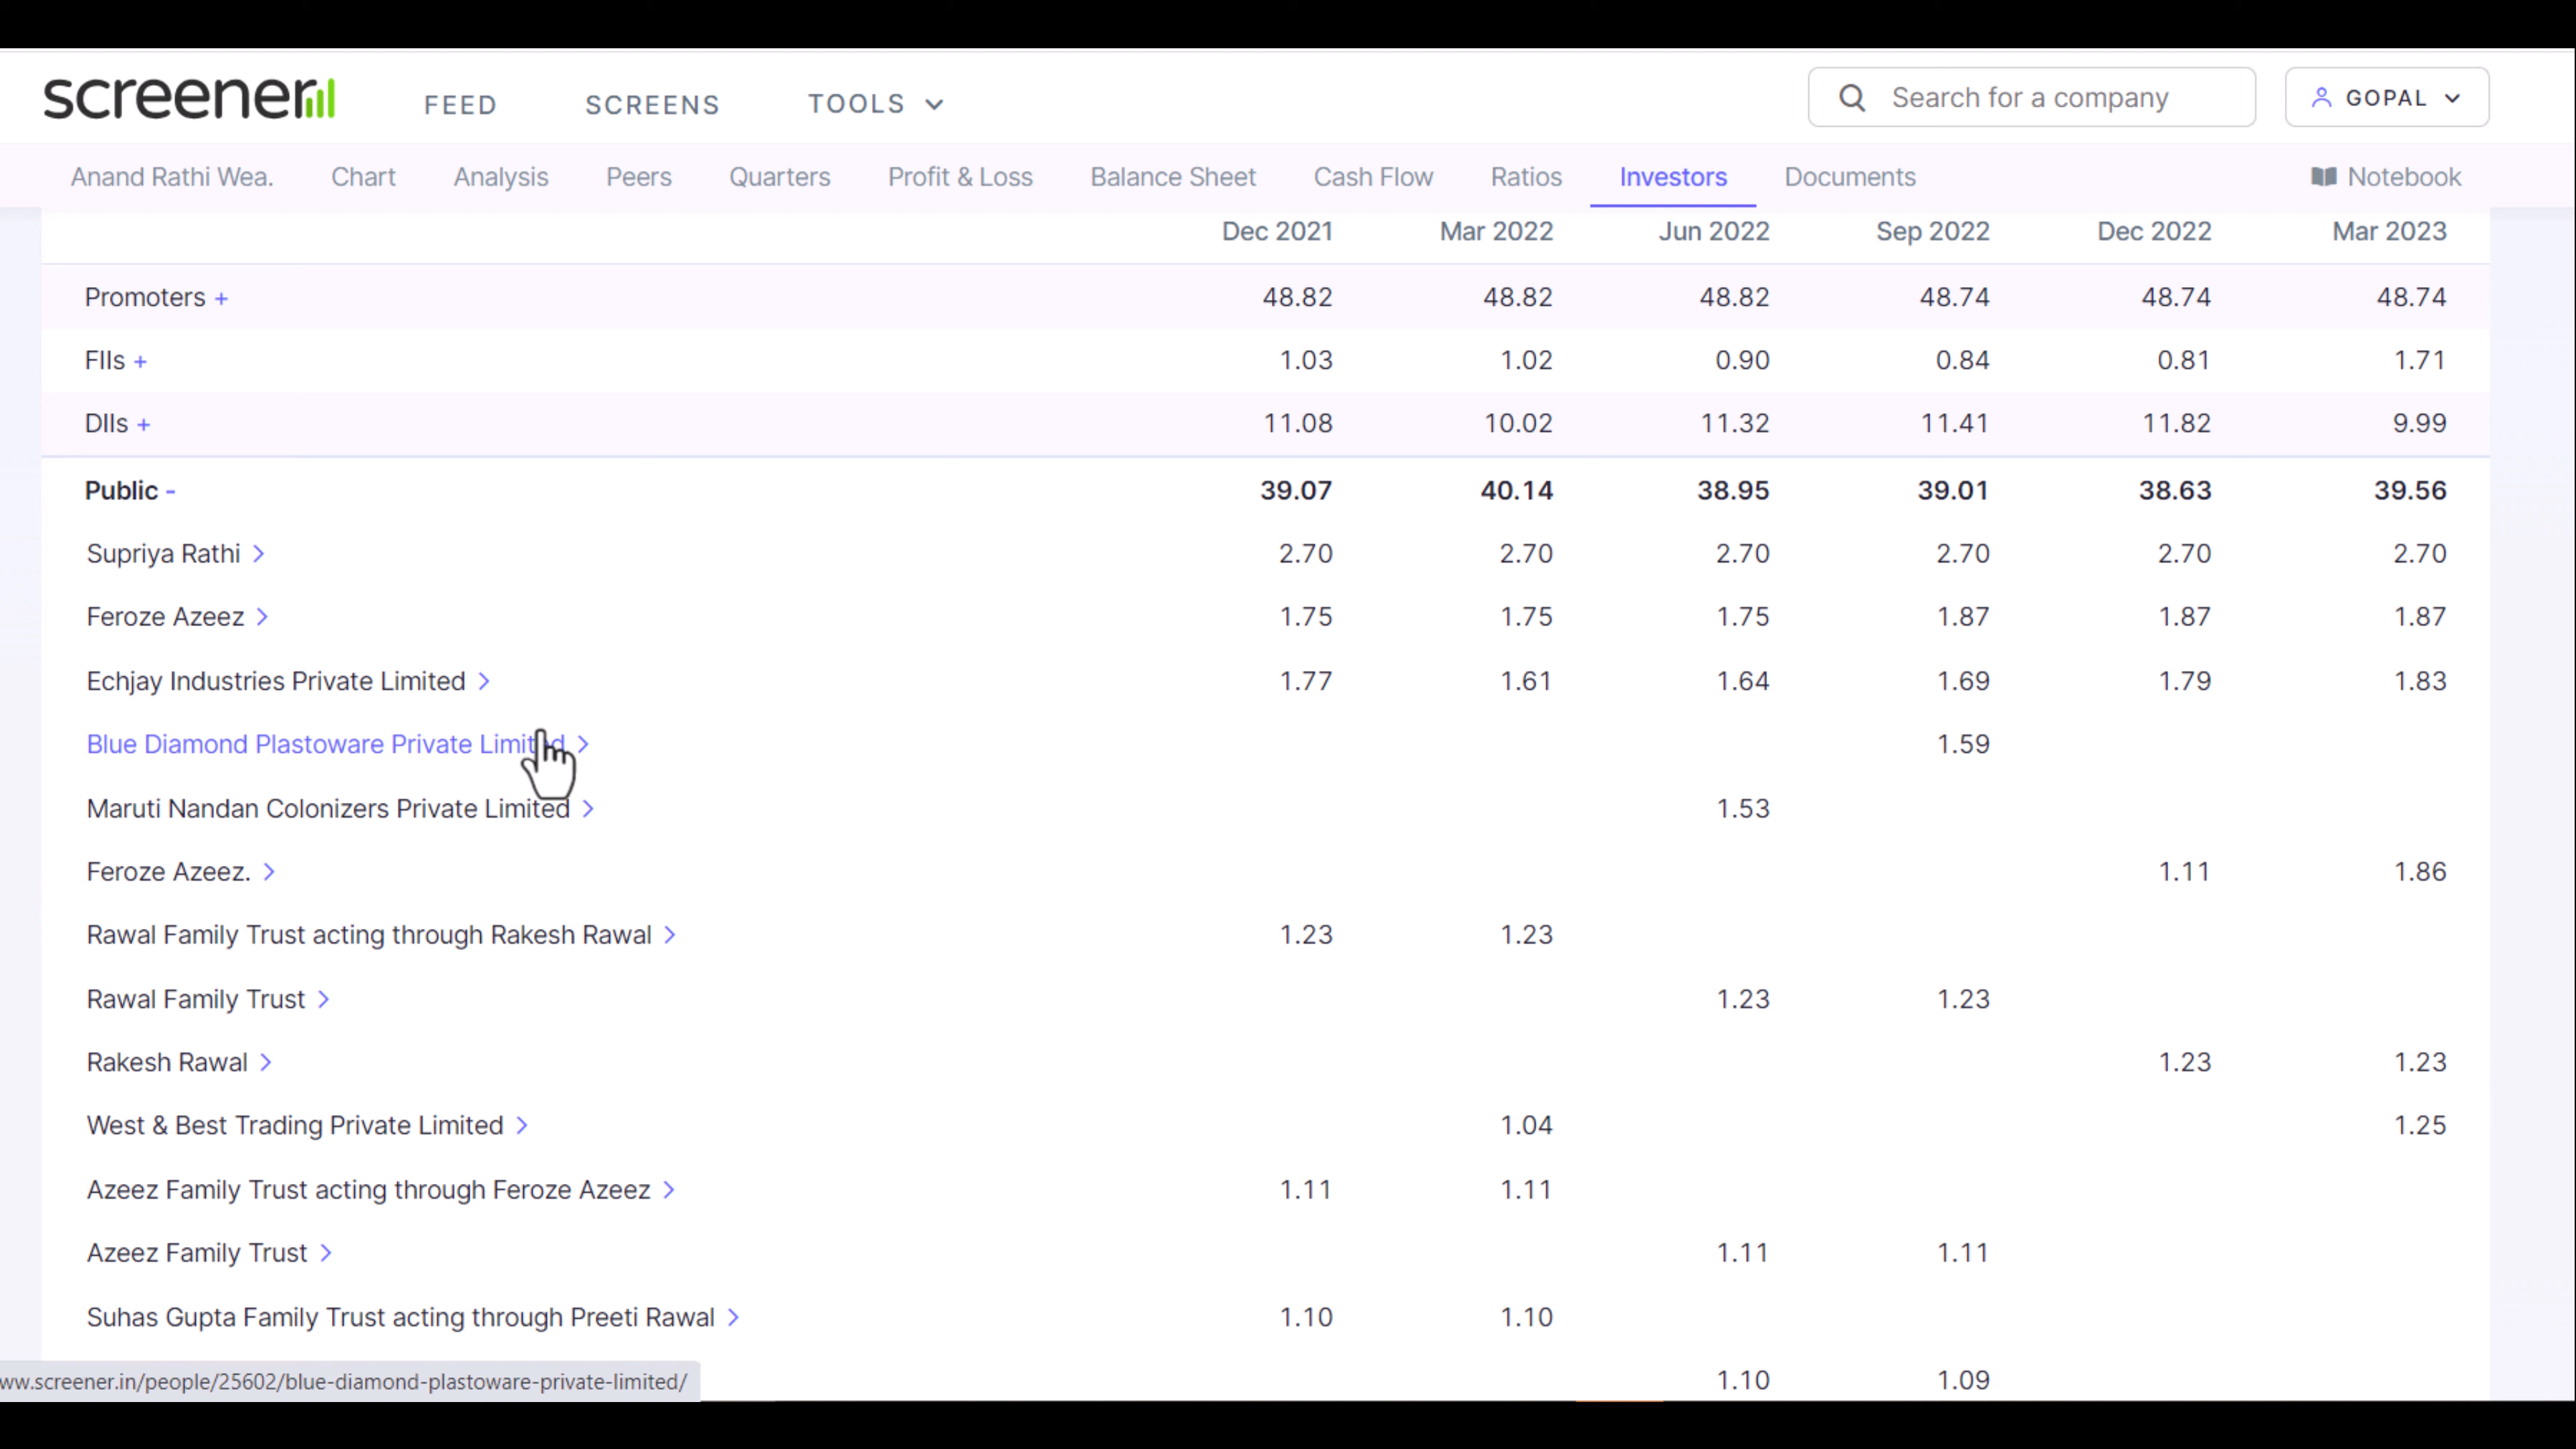 screener FEED SCREENS TOOLS Search for a company GOPAL
Anand Rathi Wea. Chart Analysis Peers Quarters Profit & Loss Balance Sheet Cash Flow Ratios Investors Documents Notebook
Dec 2021 Mar 2022 Jun 2022 Sep 2022 Dec 2022 Mar 2023
Promoters + 48.82 48.82 48.82 48.74 48.74 48.74
FIIs + 1.03 1.02 0.90 0.84 0.81 1.71
DIIs + 11.08 10.02 11.32 11.41 11.82 9.99
Public - 39.07 40.14 38.95 39.01 38.63 39.56
Supriya Rathi 2.70 2.70 2.70 2.70 2.70 2.70
Feroze Azeez 1.75 1.75 1.75 1.87 1.87 1.87
Echjay Industries Private Limited 1.77 1.61 1.64 1.69 1.79 1.83
Blue Diamond Plastoware Private Limited 1.59
Maruti Nandan Colonizers Private Limited 1.53
Feroze Azeez. 1.11 1.86
Rawal Family Trust acting through Rakesh Rawal 1.23 1.23
Rawal Family Trust 1.23 1.23
Rakesh Rawal 1.23 1.23
West & Best Trading Private Limited 1.04 1.25
Azeez Family Trust acting through Feroze Azeez 1.11 1.11
Azeez Family Trust 1.11 1.11
Suhas Gupta Family Trust acting through Preeti Rawal 1.10 1.10
1.10 1.09
ww.screener.in/people/25602/blue-diamond-plastoware-private-limited/